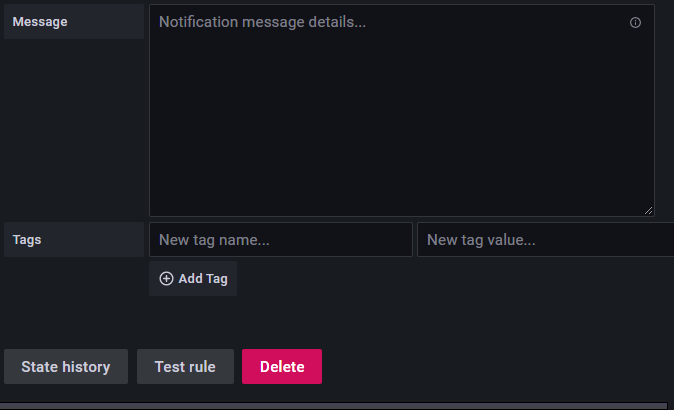 Message
Notification message details...
Tags
New tag name...
New tag value...
Add Tag
State history
Test rule
Delete